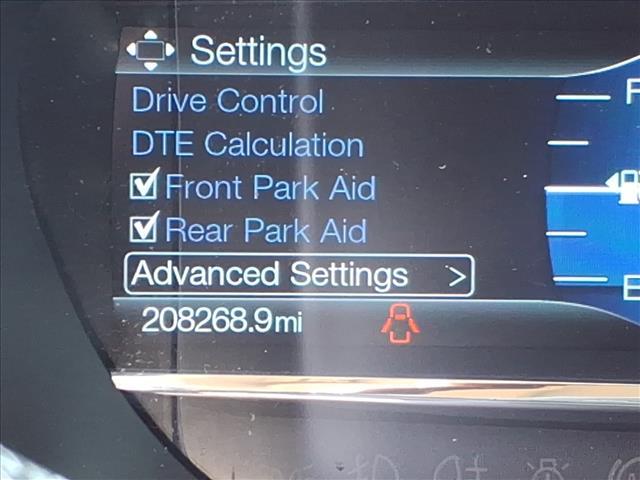 Settings
Drive Control
DTE Calculation
Front Park Aid
Rear Park Aid
Advanced Settings >
208268.9mi
F
E